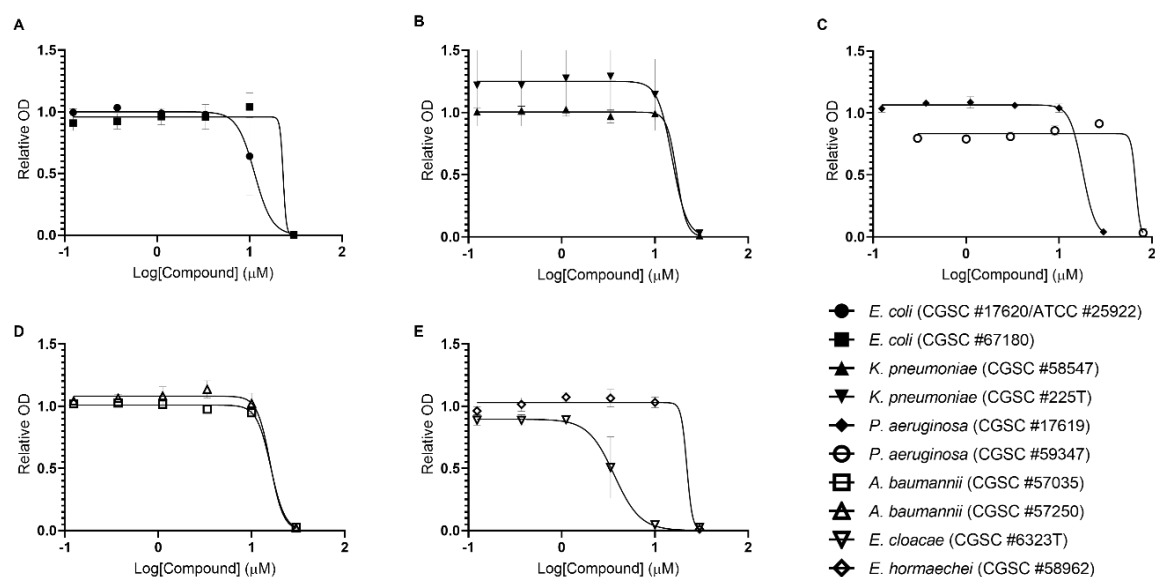 A
1.5
1.0
0.5
0.0
Relative OD
-1 0 1 2
Log[Compound] (μM)
B
1.5
1.0
0.5
0.0
Relative OD
-1 0 1 2
Log[Compound] (μM)
C
1.5
1.0
0.5
0.0
Relative OD
-1 0 1 2
Log[Compound] (μM)
D
1.5
1.0
0.5
0.0
Relative OD
-1 0 1 2
Log[Compound] (μM)
E
1.5
1.0
0.5
0.0
Relative OD
-1 0 1 2
Log[Compound] (μM)
E. coli (CGSC #17620/ATCC #25922)
E. coli (CGSC #67180)
K. pneumoniae (CGSC #58547)
K. pneumoniae (CGSC #225T)
P. aeruginosa (CGSC #17619)
P. aeruginosa (CGSC #59347)
A. baumannii (CGSC #57035)
A. baumannii (CGSC #57250)
E. cloacae (CGSC #6323T)
E. hormaechei (CGSC #58962)